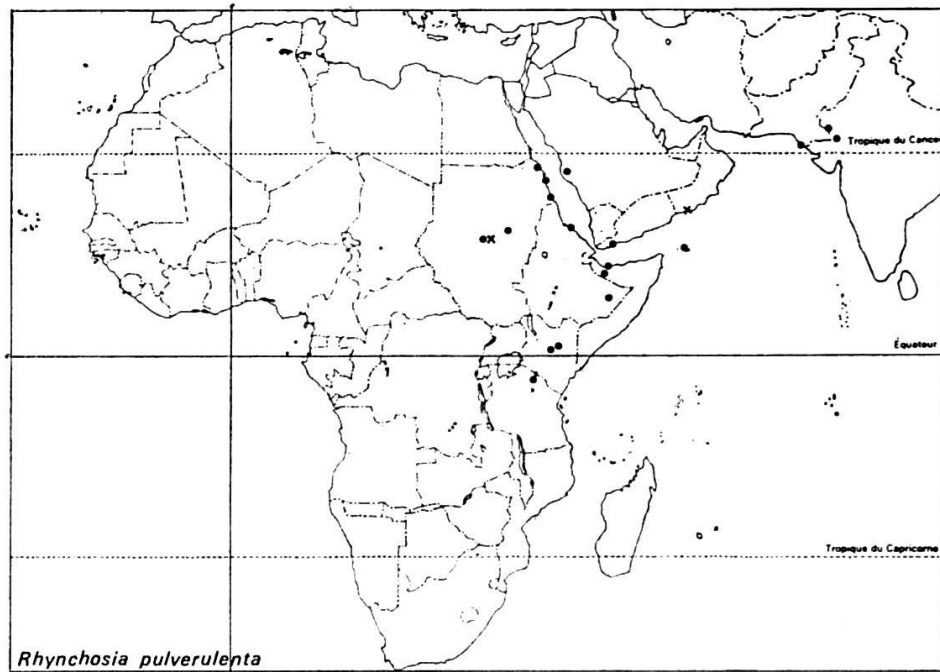 Tropique du Cancer
Équateur
Tropique du Capricorne
Rhynchosia pulverulenta